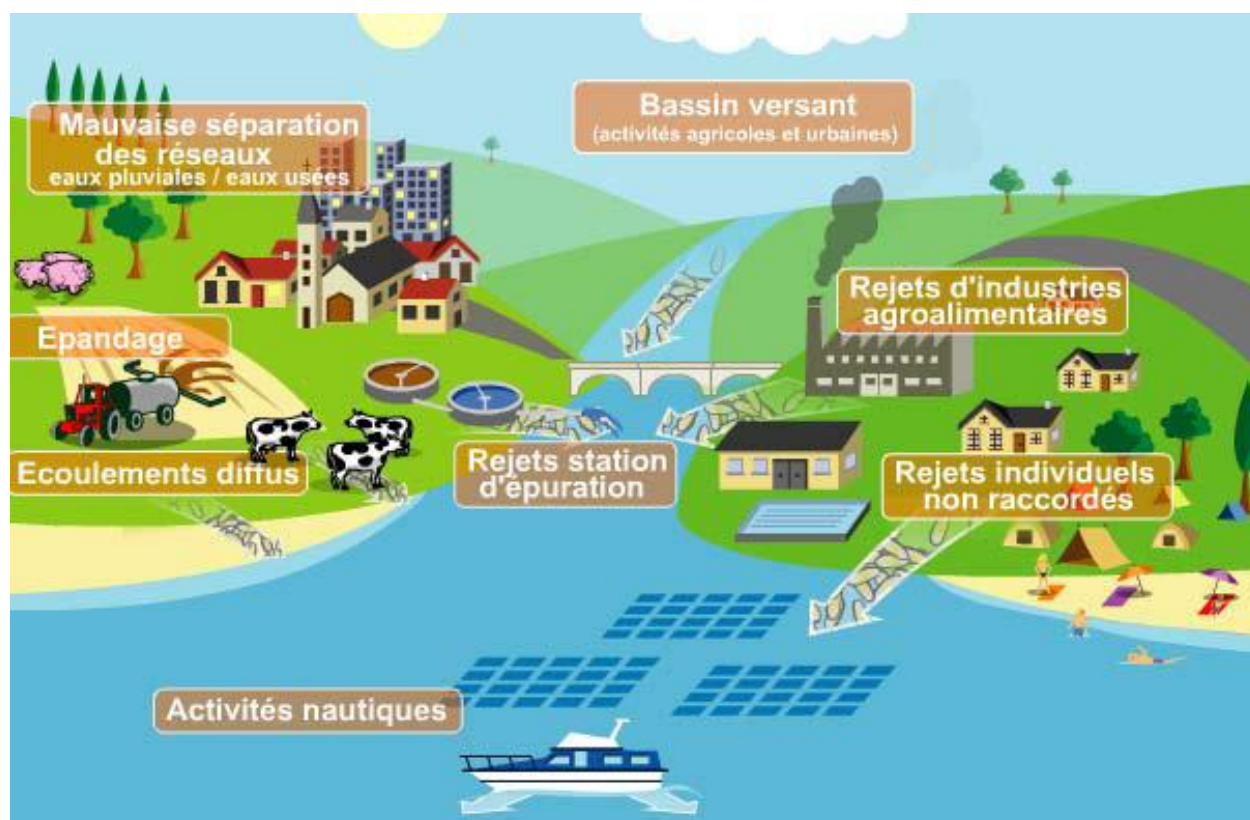 Mauvaise séparation
des réseaux
eaux pluviales / eaux usées
Bassin versant
(activités agricoles et urbaines)
Rejets d'industries
agroalimentaires
Epandage
Ecoulements diffus
Rejets station
d'épuration
Rejets individuels
non raccordés
Activités nautiques